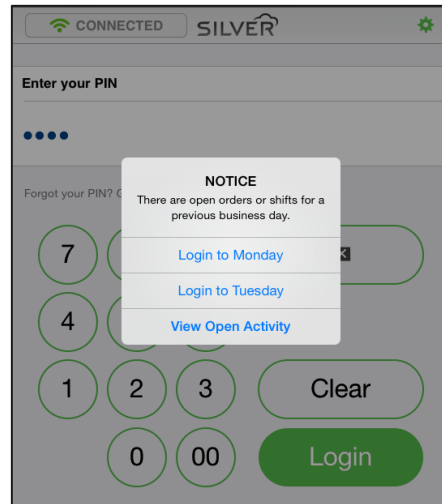 CONNECTED SILVER
Enter your PIN
Forgot your PIN?
NOTICE
There are open orders or shifts for a
previous business day.
Login to Monday
Login to Tuesday
View Open Activity
7
4
1 2 3 Clear
0 00 Login